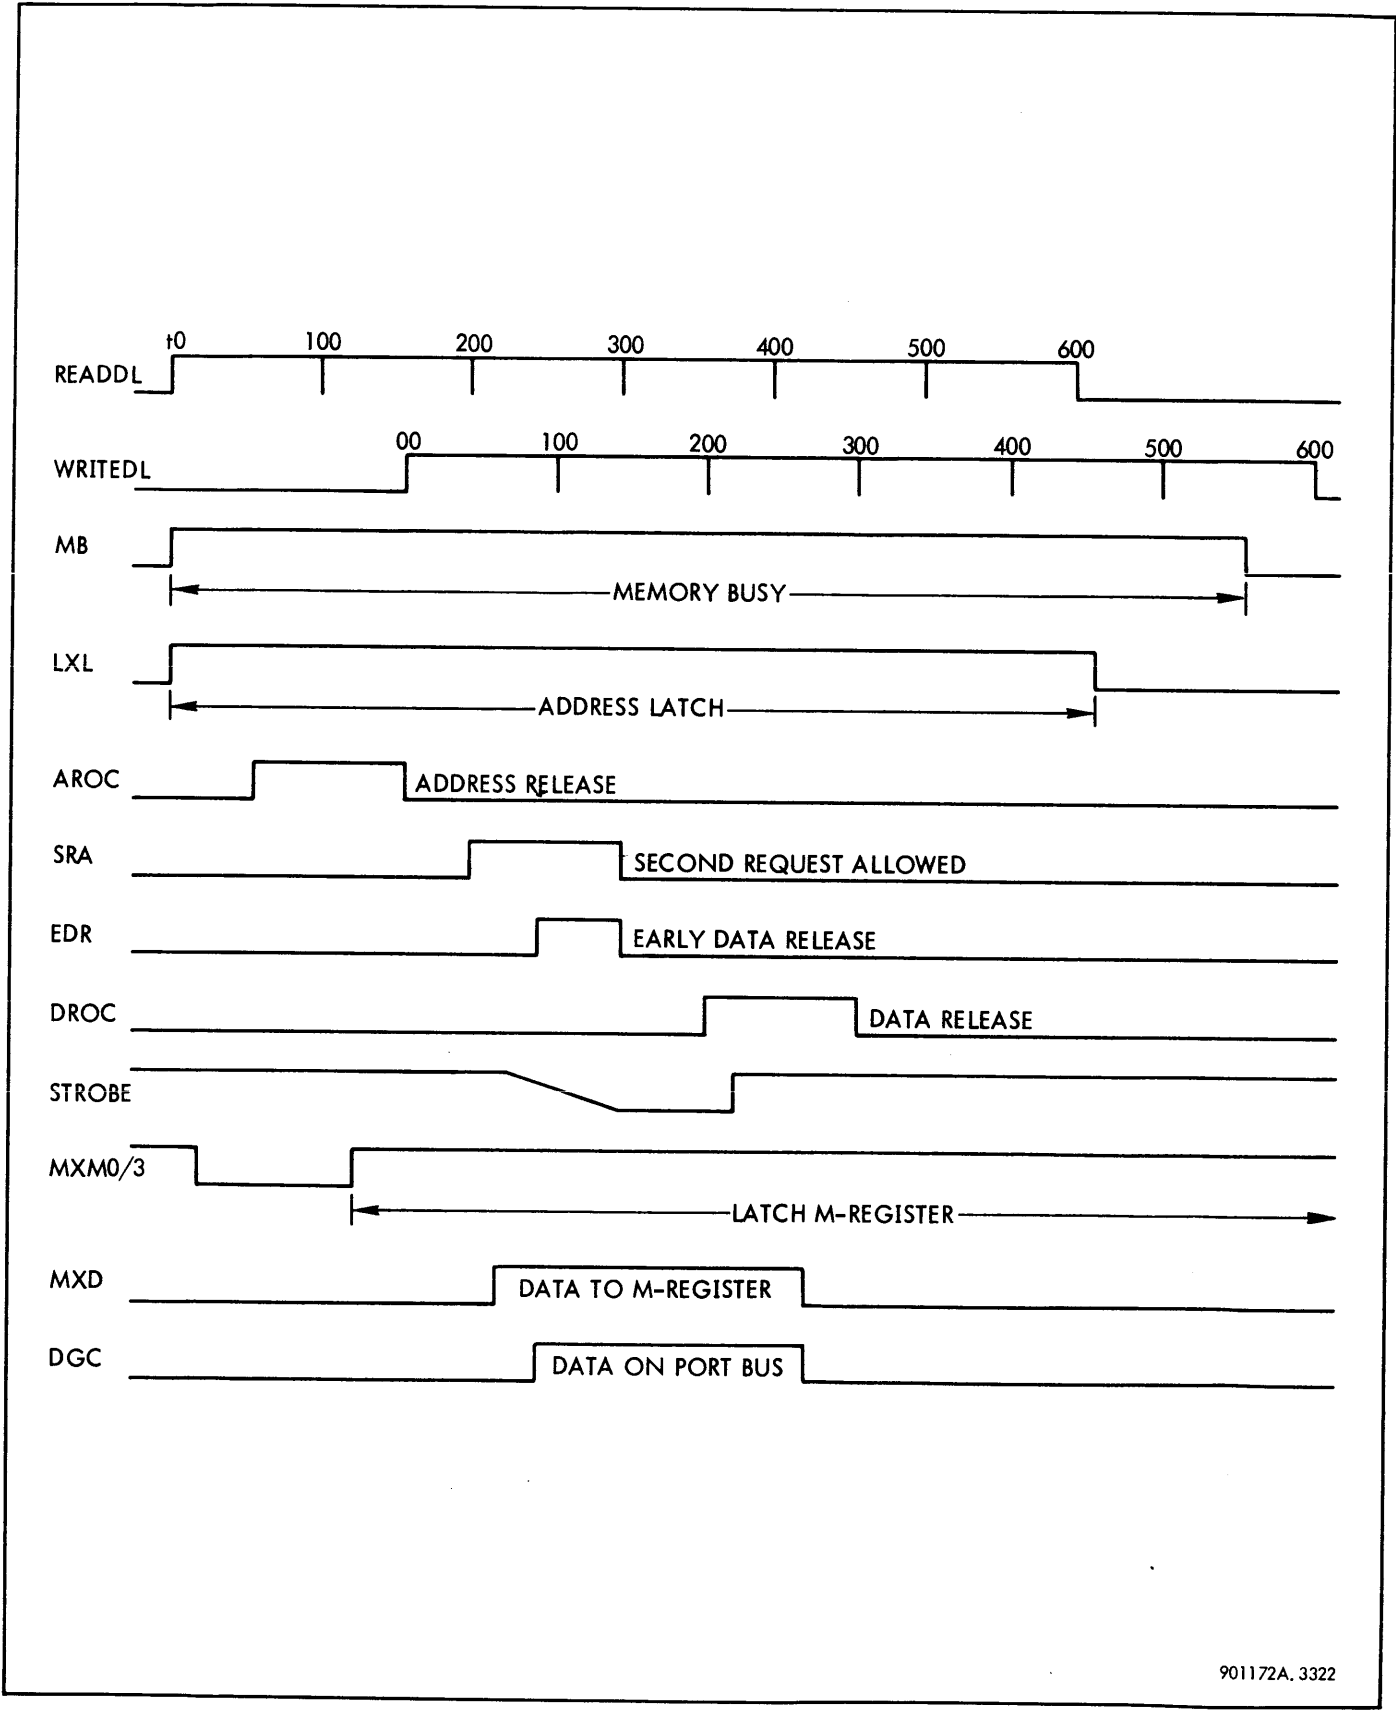 t0 100 200 300 400 500 600
READDL
00 100 200 300 400 500 600
WRITEDL
MB
MEMORY BUSY
LXL
ADDRESS LATCH
AROC ADDRESS RELEASE
SRA SECOND REQUEST ALLOWED
EDR EARLY DATA RELEASE
DROC DATA RELEASE
STROBE
MXM0/3
LATCH M-REGISTER
MXD DATA TO M-REGISTER
DGC DATA ON PORT BUS
901172A. 3322